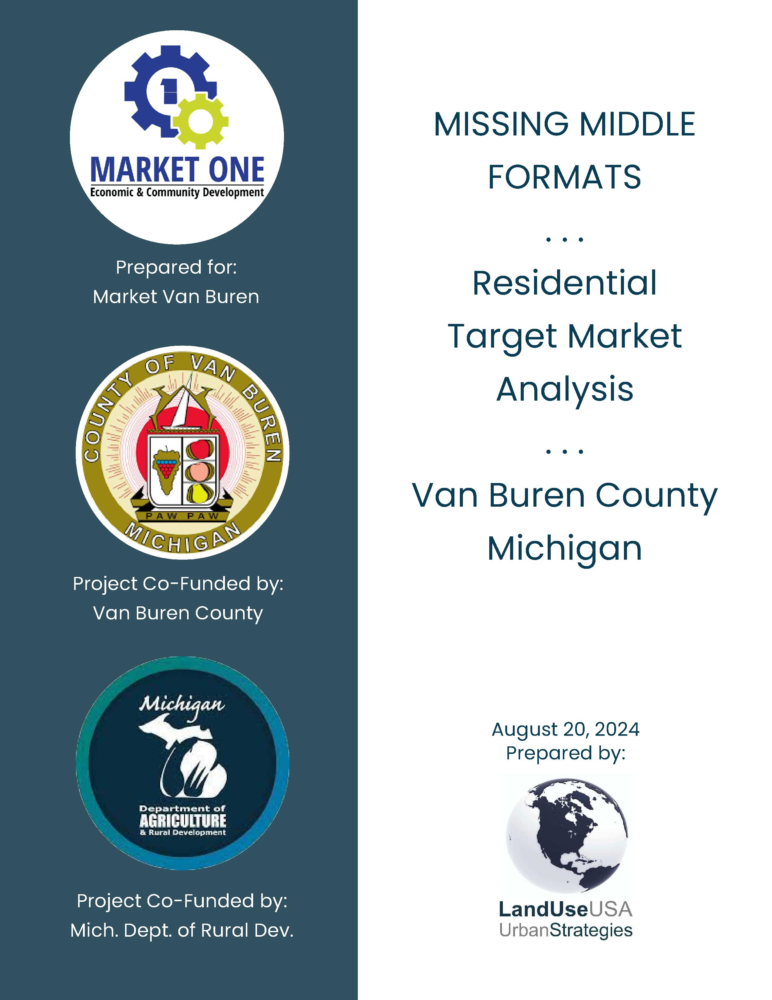 1
MARKET ONE
Economic & Community Development
Prepared for:
Market Van Buren
COUNTY OF VAN BUREN
PAW PAW
MICHIGAN
Project Co-Funded by:
Van Buren County
Michigan
Department of
AGRICULTURE
& Rural Development
Project Co-Funded by:
Mich. Dept. of Rural Dev.
MISSING MIDDLE
FORMATS
. . .
Residential
Target Market
Analysis
. . .
Van Buren County
Michigan
August 20, 2024
Prepared by:
LandUseUSA
UrbanStrategies